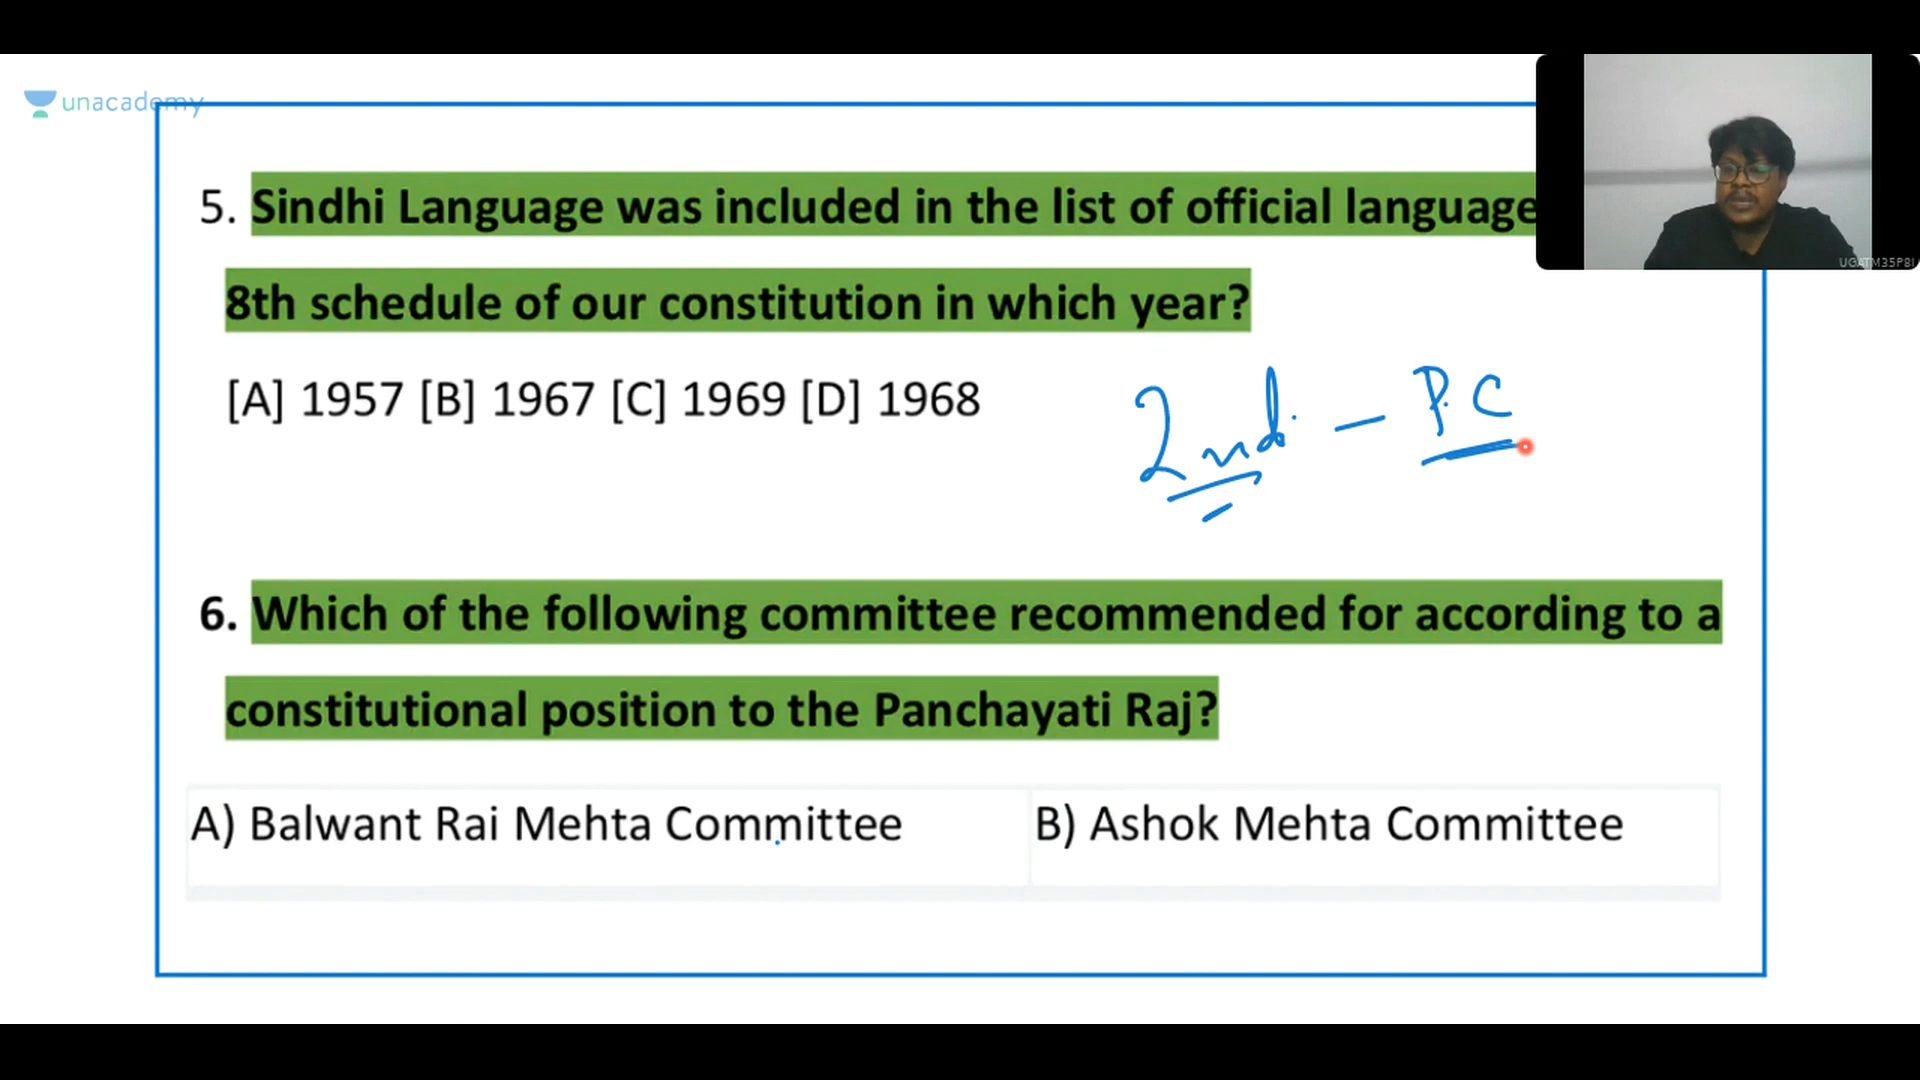 unacademy
5. Sindhi Language was included in the list of official language
8th schedule of our constitution in which year?
[A] 1957 [B] 1967 [C] 1969 [D] 1968
2nd. - P.C
6. Which of the following committee recommended for according to a
constitutional position to the Panchayati Raj?
A) Balwant Rai Mehta Committee
B) Ashok Mehta Committee